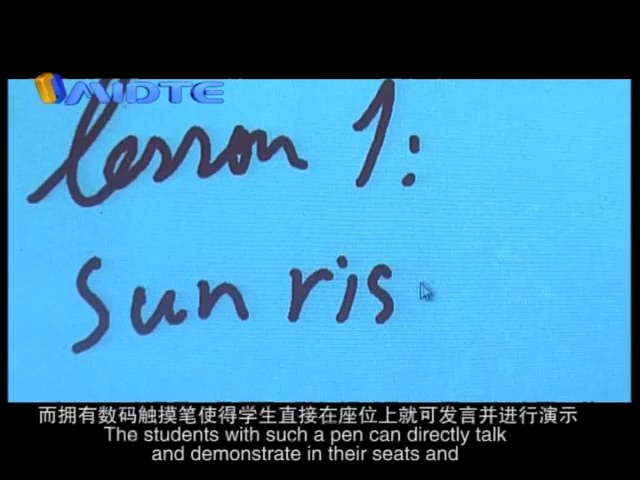 MIDTE
lesson 1:
sun ris
而拥有数码触摸笔使得学生直接在座位上就可发言并进行演示
The students with such a pen can directly talk
and demonstrate in their seats and